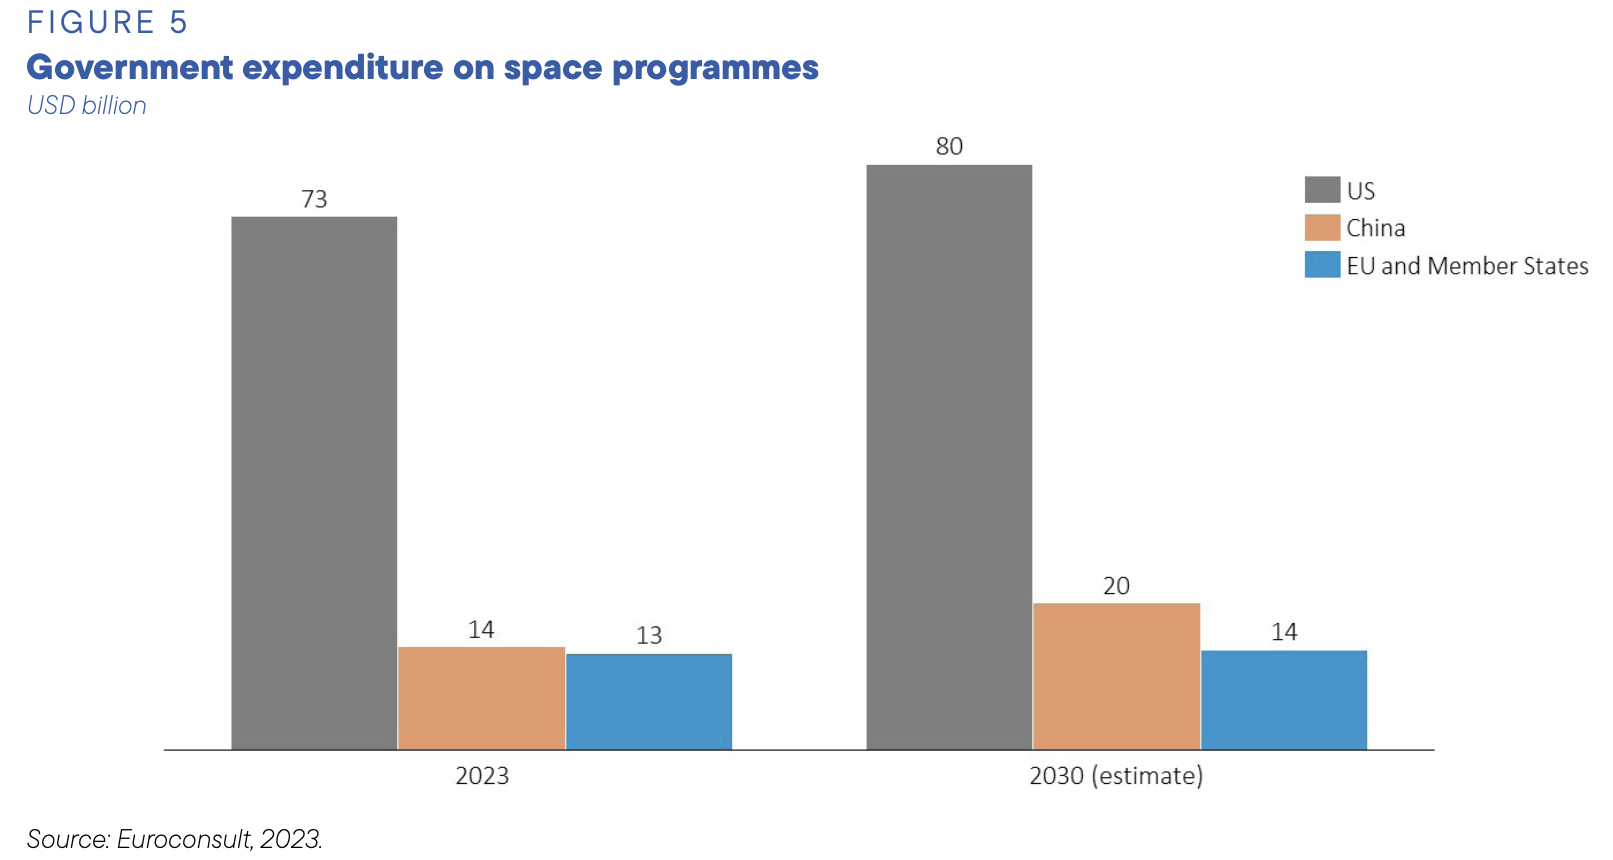 FIGURE 5
Government expenditure on space programmes
USD billion
73
14
13
80
20
14
US
China
EU and Member States
2023
2030 (estimate)
Source: Euroconsult, 2023.